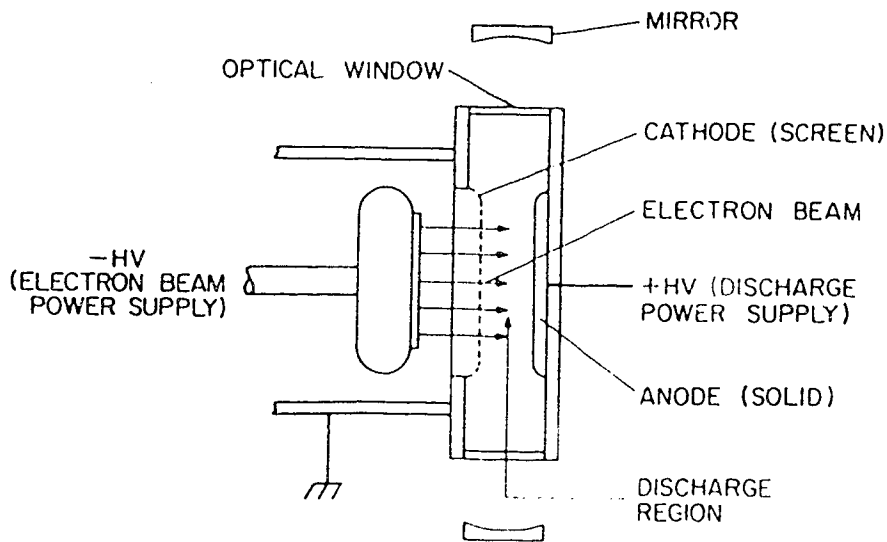 MIRROR
OPTICAL WINDOW
CATHODE (SCREEN)
ELECTRON BEAM
–HV
(ELECTRON BEAM
POWER SUPPLY)
+HV (DISCHARGE
POWER SUPPLY)
ANODE (SOLID)
DISCHARGE
REGION